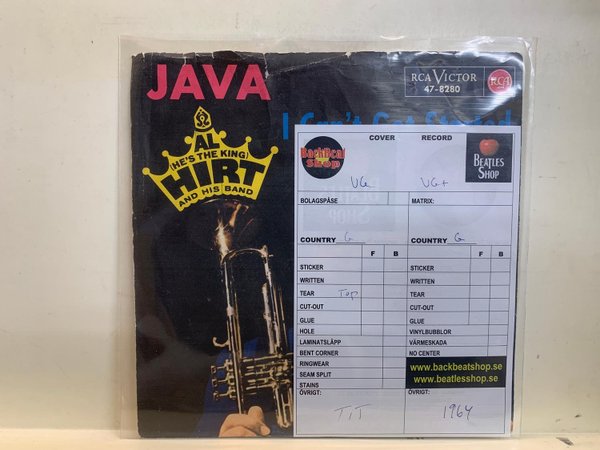 JAVA
RCA VICTOR
47-8280
RCA
I Can't Get Started
AL
(HE'S THE KING)
HIRT
AND HIS BAND
COVER RECORD
BackBeat
Shop
BEATLES
SHOP
VG VG+
BOLAGSPÅSE MATRIX:
COUNTRY G COUNTRY G
F B F B
STICKER STICKER
WRITTEN WRITTEN
TEAR Top TEAR
CUT-OUT CUT-OUT
GLUE GLUE
HOLE VINYLBUBBLOR
LAMINATSLÄPP VÄRMESKADA
BENT CORNER NO CENTER
RINGWEAR
SEAM SPLIT
STAINS
www.backbeatshop.se
www.beatlesshop.se
ÖVRIGT: ÖVRIGT:
TiT 1964